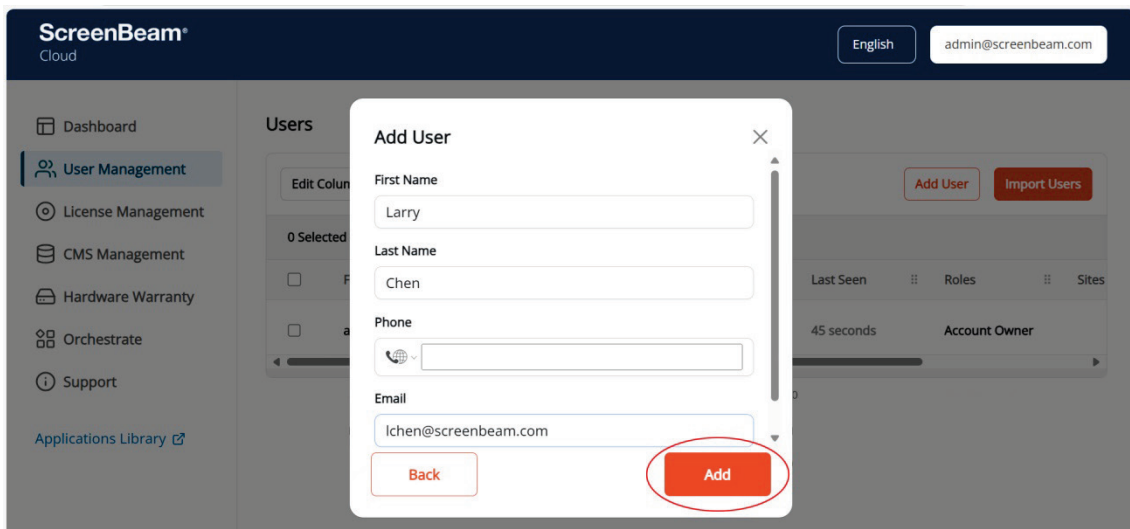 ScreenBeam®
Cloud
English
admin@screenbeam.com
Dashboard
User Management
License Management
CMS Management
Hardware Warranty
Orchestrate
Support
Applications Library
Users
Edit Colum
Add User
Import Users
0 Selected
F
Last Seen
Roles
Sites
a
45 seconds
Account Owner
0
Add User
First Name
Larry
Last Name
Chen
Phone
Email
lchen@screenbeam.com
Back
Add